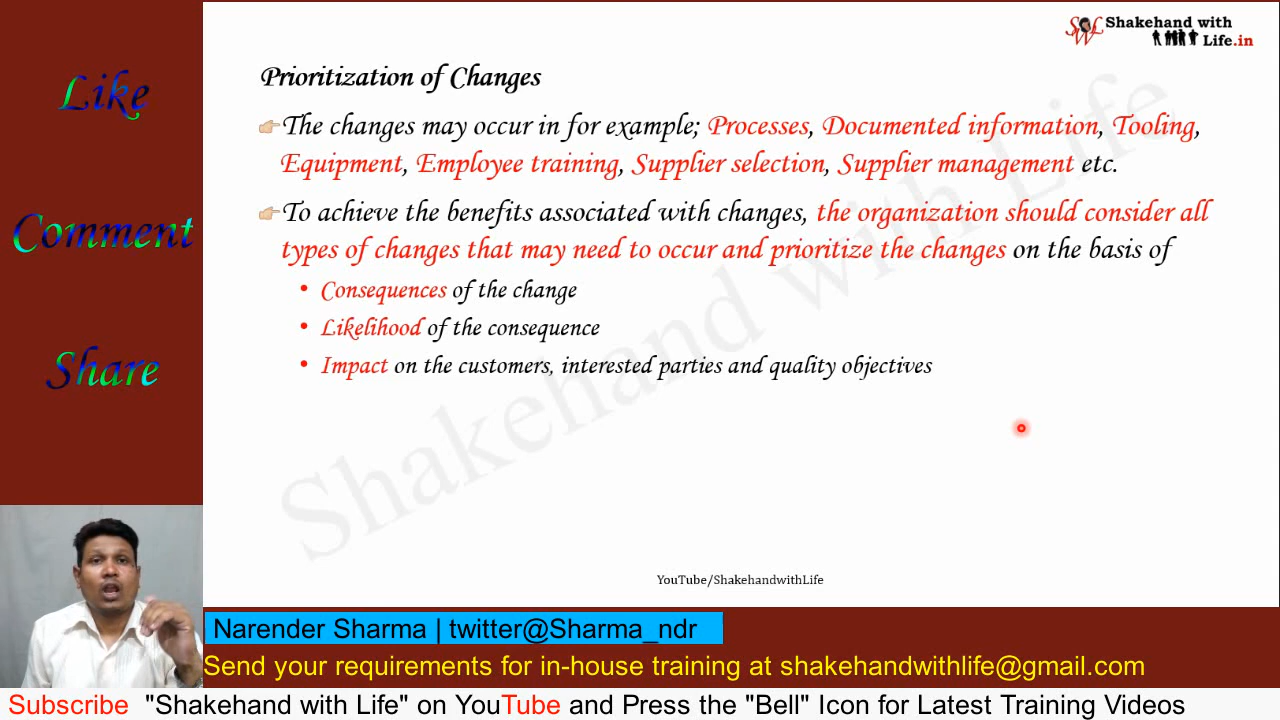 SWL Shakehand with
Life.in
Like
Comment
Share
Prioritization of Changes
The changes may occur in for example; Processes, Documented information, Tooling,
Equipment, Employee training, Supplier selection, Supplier management etc.
To achieve the benefits associated with changes, the organization should consider all
types of changes that may need to occur and prioritize the changes on the basis of
• Consequences of the change
• Likelihood of the consequence
• Impact on the customers, interested parties and quality objectives
Shakehand with Life
YouTube/ShakehandwithLife
Narender Sharma | twitter@Sharma_ndr
Send your requirements for in-house training at shakehandwithlife@gmail.com
Subscribe "Shakehand with Life" on YouTube and Press the "Bell" Icon for Latest Training Videos